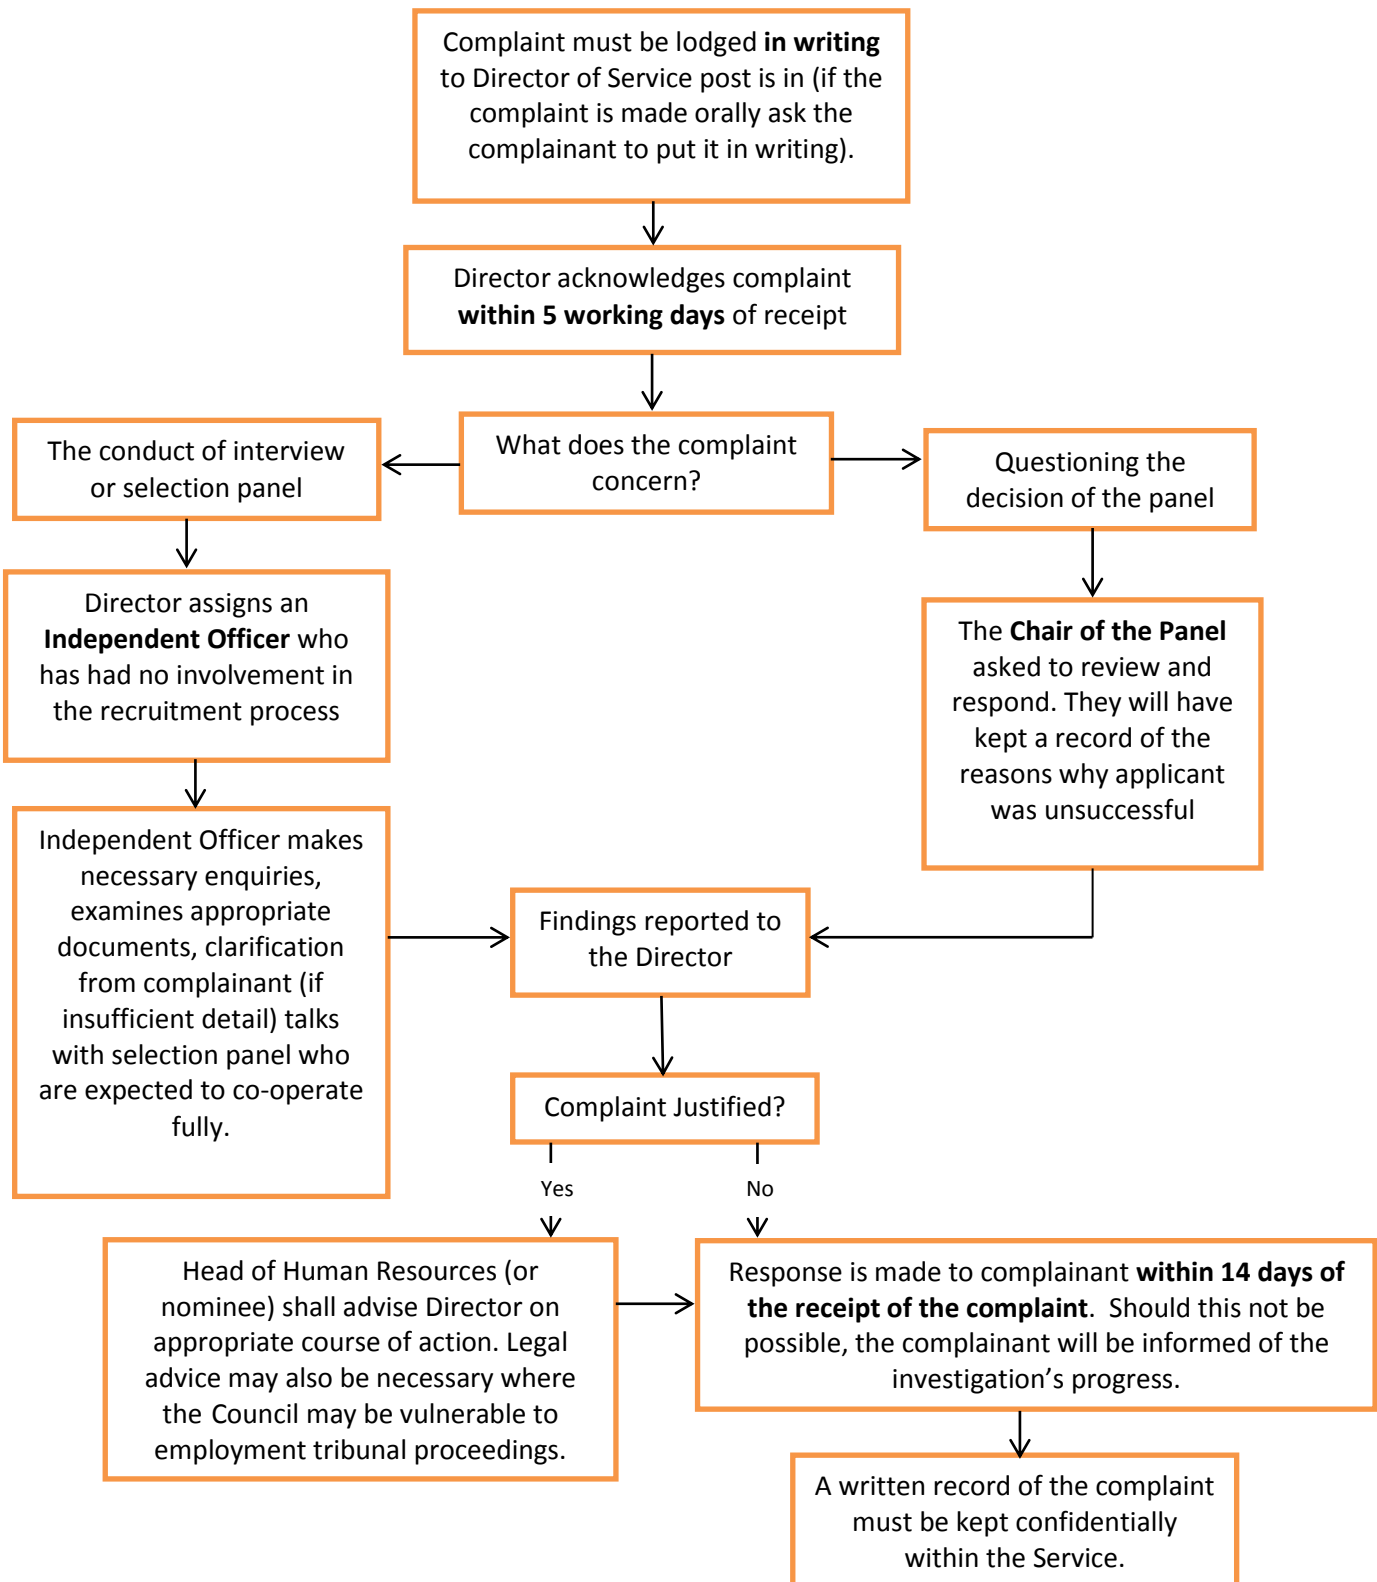 Complaint must be lodged in writing
to Director of Service post is in (if the
complaint is made orally ask the
complainant to put it in writing).
Director acknowledges complaint
within 5 working days of receipt
What does the complaint
concern?
The conduct of interview
or selection panel
Questioning the
decision of the panel
Director assigns an
Independent Officer who
has had no involvement in
the recruitment process
The Chair of the Panel
asked to review and
respond. They will have
kept a record of the
reasons why applicant
was unsuccessful
Independent Officer makes
necessary enquiries,
examines appropriate
documents, clarification
from complainant (if
insufficient detail) talks
with selection panel who
are expected to co-operate
fully.
Findings reported to
the Director
Complaint Justified?
Yes
No
Head of Human Resources (or
nominee) shall advise Director on
appropriate course of action. Legal
advice may also be necessary where
the Council may be vulnerable to
employment tribunal proceedings.
Response is made to complainant within 14 days of
the receipt of the complaint. Should this not be
possible, the complainant will be informed of the
investigation’s progress.
A written record of the complaint
must be kept confidentially
within the Service.